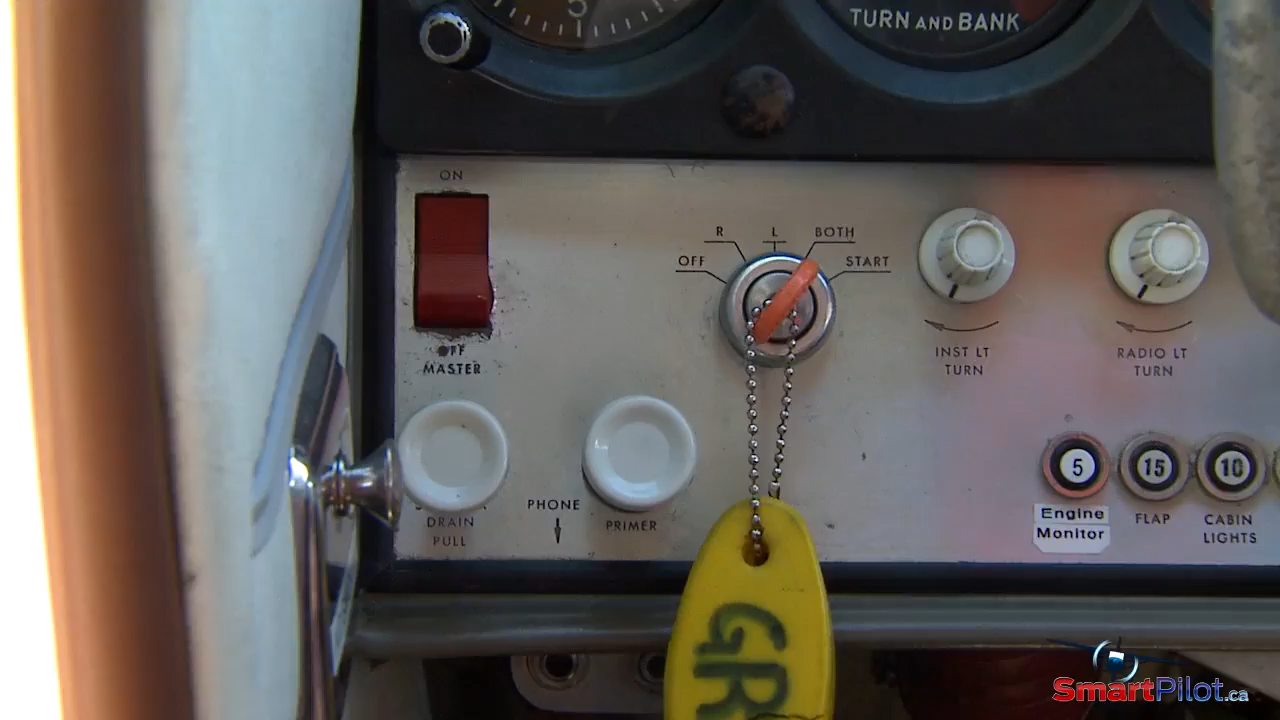 5
TURN AND BANK
ON
OFF
MASTER
OFF
R
L
BOTH
START
INST LT
TURN
RADIO LT
TURN
DRAIN
PULL
PHONE
PRIMER
5
15
10
Engine
Monitor
FLAP
CABIN
LIGHTS
GR
SmartPilot.ca